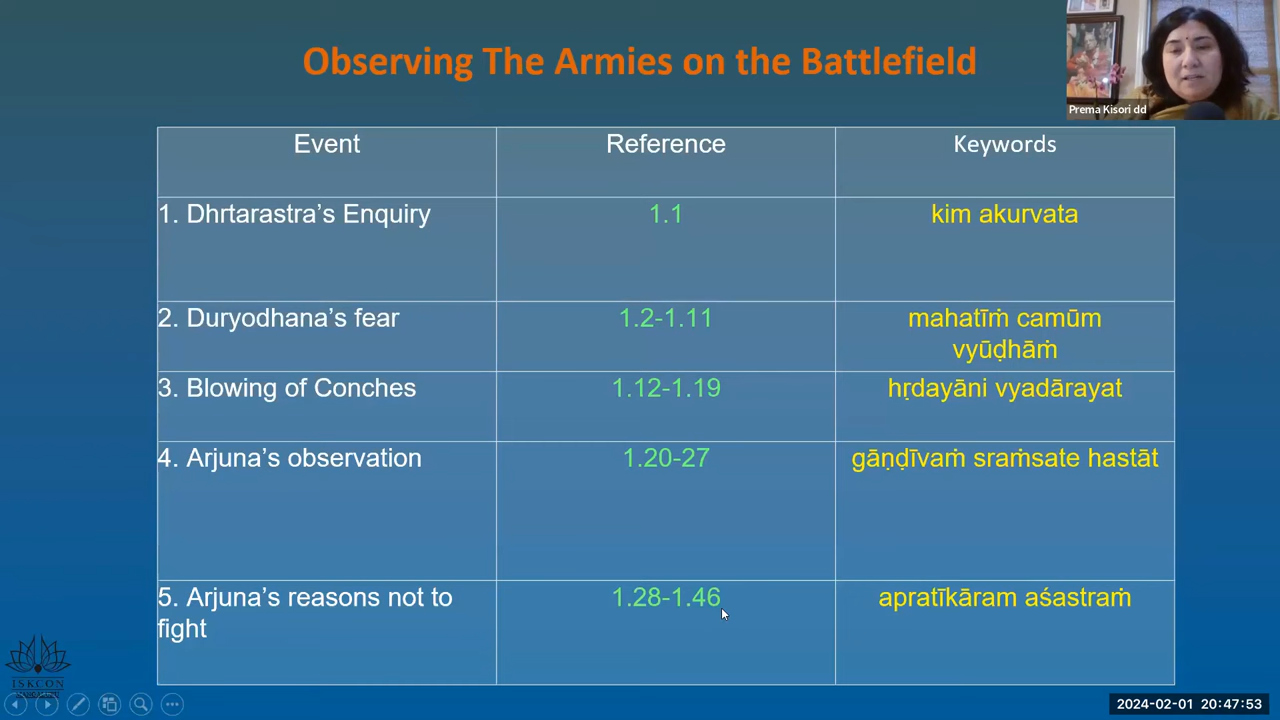 Observing The Armies on the Battlefield
Prema Kisori dd
Event
Reference
Keywords
1. Dhrtarastra's Enquiry
1.1
kim akurvata
2. Duryodhana's fear
1.2-1.11
mahatīṁ camūm
vyūḍhāṁ
3. Blowing of Conches
1.12-1.19
hṛdayāni vyadārayat
4. Arjuna's observation
1.20-27
gāṇḍīvaṁ sraṁsate hastāt
5. Arjuna's reasons not to
fight
1.28-1.46
apratīkāram aśastraṁ
ISKCON
2024-02-01 20:47:53